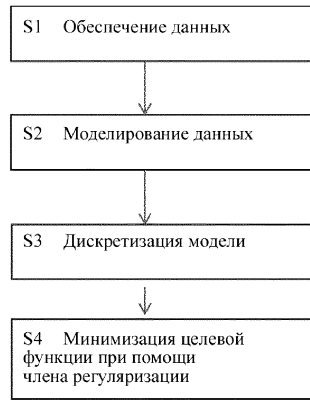 S1 Обеспечение данных
S2 Моделирование данных
S3 Дискретизация модели
S4 Минимизация целевой
функции при помощи
члена регуляризации